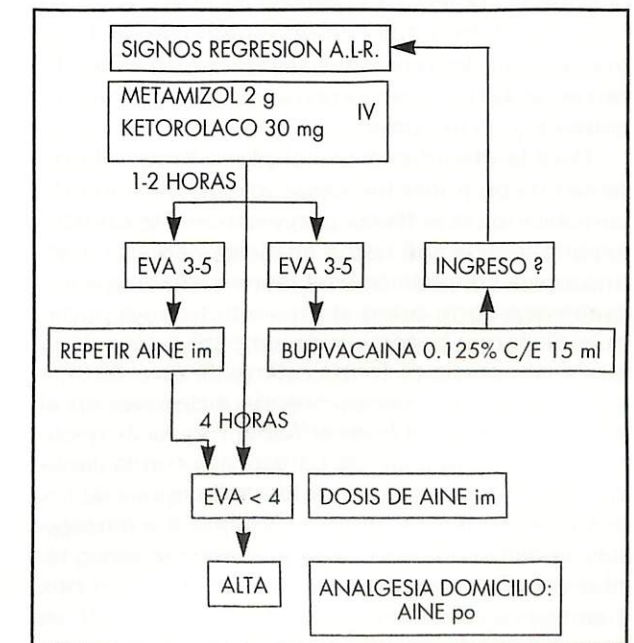 SIGNOS REGRESION A.L-R.
METAMIZOL 2 g
KETOROLACO 30 mg
IV
1-2 HORAS
EVA 3-5
EVA 3-5
INGRESO ?
REPETIR AINE im
BUPIVACAINA 0.125% C/E 15 ml
4 HORAS
EVA < 4
DOSIS DE AINE im
ALTA
ANALGESIA DOMICILIO:
AINE po